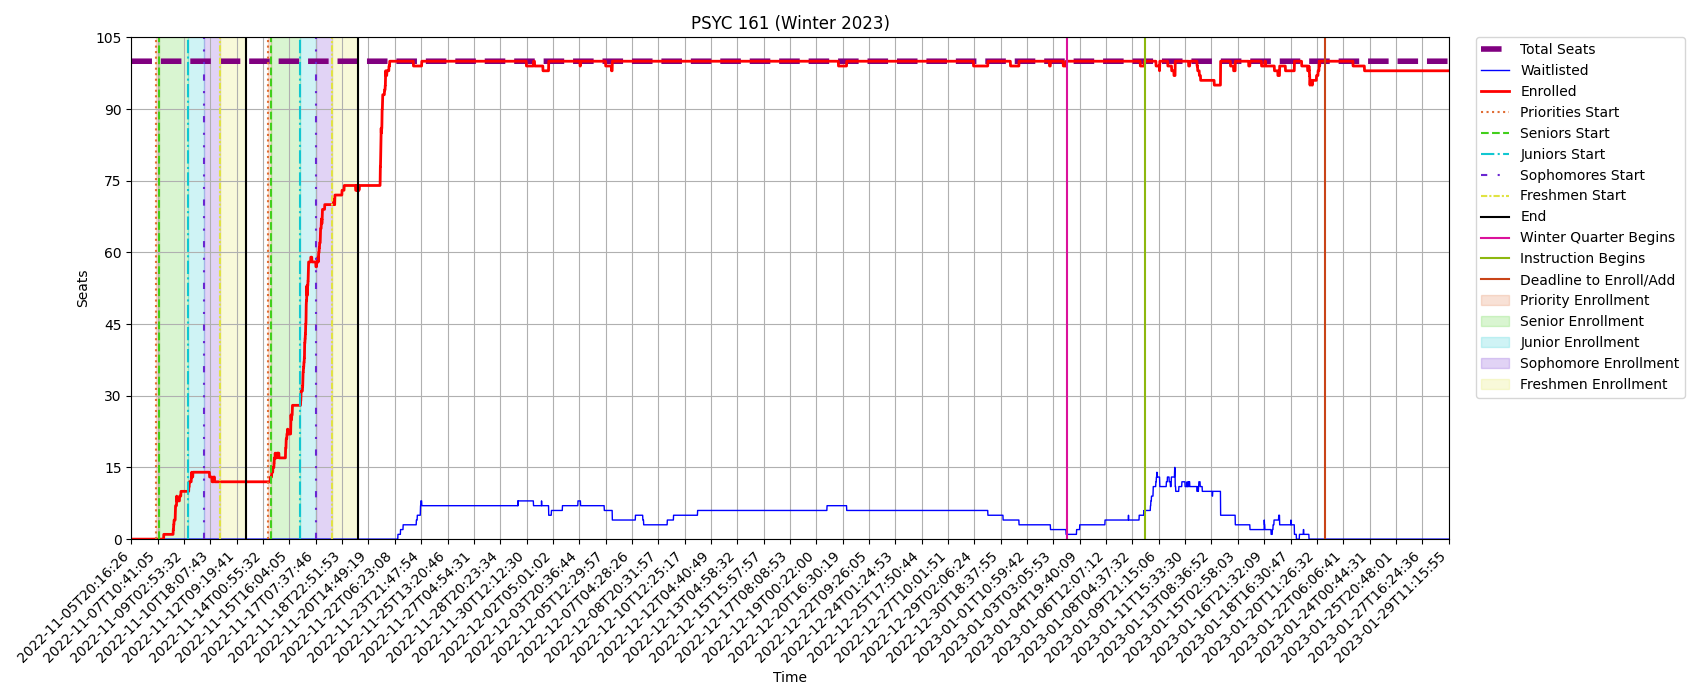 PSYC 161 (Winter 2023)
105
90
75
60
45
30
15
0
Seats
2022-11-05T20:16:26
2022-11-07T10:41:05
2022-11-09T02:53:32
2022-11-10T18:07:43
2022-11-12T09:19:41
2022-11-14T00:55:32
2022-11-15T16:04:05
2022-11-17T07:37:46
2022-11-18T22:51:53
2022-11-20T14:49:19
2022-11-22T06:23:08
2022-11-23T21:47:54
2022-11-25T13:20:46
2022-11-27T04:54:31
2022-11-28T20:23:34
2022-11-30T12:12:30
2022-12-02T05:01:02
2022-12-03T20:36:44
2022-12-05T12:29:57
2022-12-07T04:28:26
2022-12-08T20:31:57
2022-12-10T12:25:17
2022-12-12T04:40:49
2022-12-13T04:58:32
2022-12-15T15:57:57
2022-12-17T08:08:53
2022-12-19T00:22:00
2022-12-20T16:30:19
2022-12-22T09:26:05
2022-12-24T01:24:53
2022-12-25T17:50:44
2022-12-27T10:01:51
2022-12-29T02:06:24
2022-12-30T18:37:55
2023-01-01T10:59:42
2023-01-03T03:05:53
2023-01-04T19:40:09
2023-01-06T12:07:12
2023-01-08T04:37:32
2023-01-09T21:15:06
2023-01-11T15:33:30
2023-01-13T08:36:52
2023-01-15T02:58:03
2023-01-16T21:32:09
2023-01-18T16:30:47
2023-01-20T11:26:32
2023-01-22T06:06:41
2023-01-24T00:44:31
2023-01-25T20:48:01
2023-01-27T16:24:36
2023-01-29T11:15:55
Time
Total Seats
Waitlisted
Enrolled
Priorities Start
Seniors Start
Juniors Start
Sophomores Start
Freshmen Start
End
Winter Quarter Begins
Instruction Begins
Deadline to Enroll/Add
Priority Enrollment
Senior Enrollment
Junior Enrollment
Sophomore Enrollment
Freshmen Enrollment